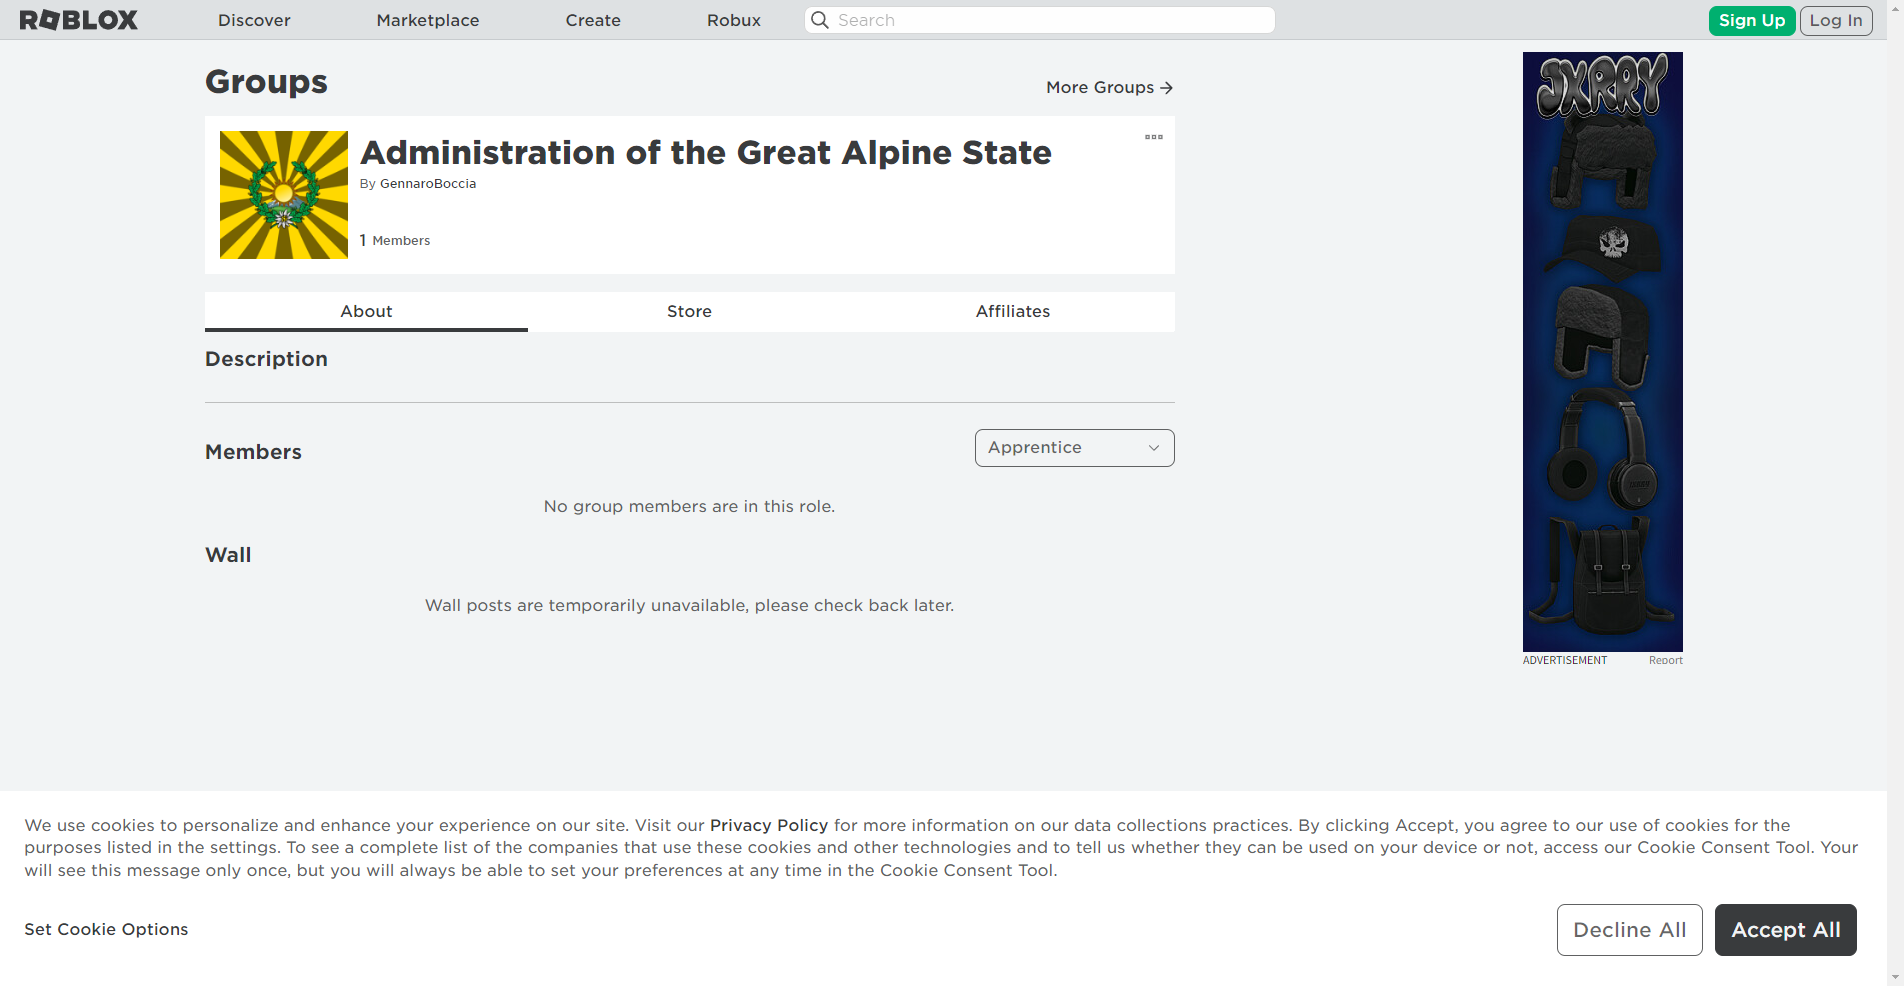 ROBLOX
Discover
Marketplace
Create
Robux
Search
Sign Up
Log In
Groups
More Groups
Administration of the Great Alpine State
By GennaroBoccia
1 Members
About
Store
Affiliates
Description
Members
Apprentice
No group members are in this role.
Wall
Wall posts are temporarily unavailable, please check back later.
JXRRY
ADVERTISEMENT
Report
We use cookies to personalize and enhance your experience on our site. Visit our Privacy Policy for more information on our data collections practices. By clicking Accept, you agree to our use of cookies for the
purposes listed in the settings. To see a complete list of the companies that use these cookies and other technologies and to tell us whether they can be used on your device or not, access our Cookie Consent Tool. Your
will see this message only once, but you will always be able to set your preferences at any time in the Cookie Consent Tool.
Set Cookie Options
Decline All
Accept All